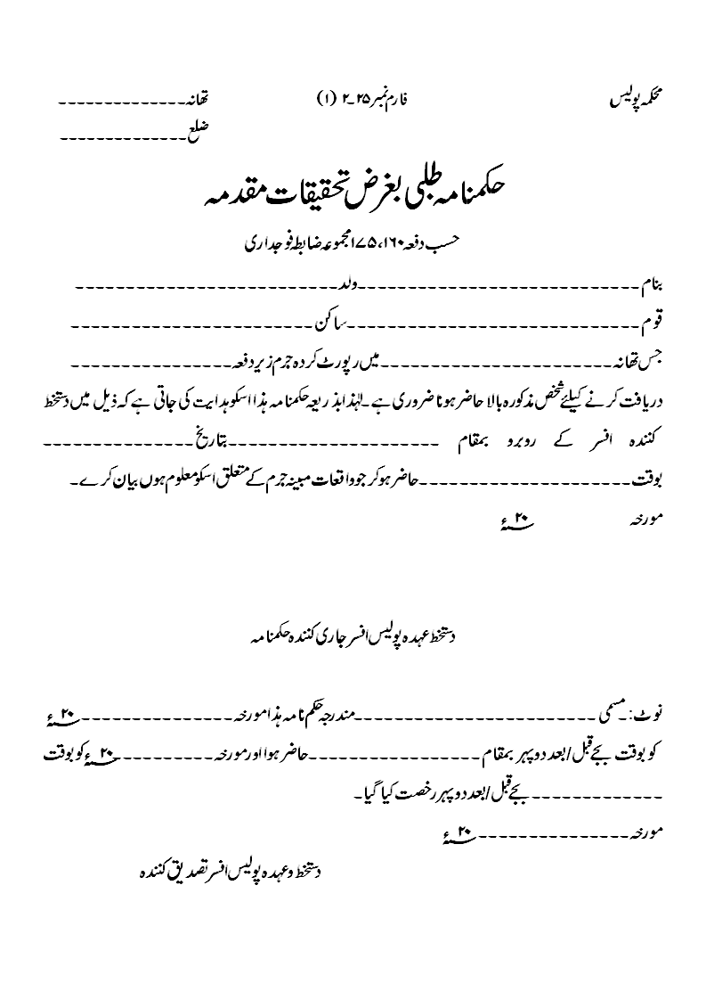 محکمہ پولیس فارم نمبر ۲۵۔۲ (۱) تھانہ--------------
ضلع--------------
حکمنامہ طلبی بغرض تحقیقات مقدمہ
حسب دفعہ ۱۶۰،۱۷۵ مجموعہ ضابطہ فوجداری
بنام ----------------------------ولد--------------------------
قوم -----------------------------ساکن------------------------
جس تھانہ-----------------------میں رپورٹ کردہ جرم زیر دفعہ----------------
دریافت کرنے کیلئے شخص مذکورہ بالا حاضر ہونا ضروری ہے۔ لہٰذا بذریعہ حکمنامہ ہذا اسکو ہدایت کی جاتی ہے کہ ذیل میں دستخط
کنندہ افسر کے روبرو بمقام ---------------------بتاریخ---------------
بوقت---------------------حاضر ہوکر جو واقعات مبینہ جرم کے متعلق اسکو معلوم ہوں بیان کرے۔
مورخہ ۲۰؁ء
دستخط عہدہ پولیس افسر جاری کنندہ حکمنامہ
نوٹ:۔ مسمی ------------------------مندرجہ حکم نامہ ہذا مورخہ---------------۲۰؁ء
کو بوقت بجے قبل/بعد دوپہر بمقام -----------------حاضر ہوا اور مورخہ----------۲۰؁ء کو بوقت
-------------بجے قبل/بعد دوپہر رخصت کیا گیا۔
مورخہ---------------۲۰؁ء
دستخط وعہدہ پولیس افسر تصدیق کنندہ